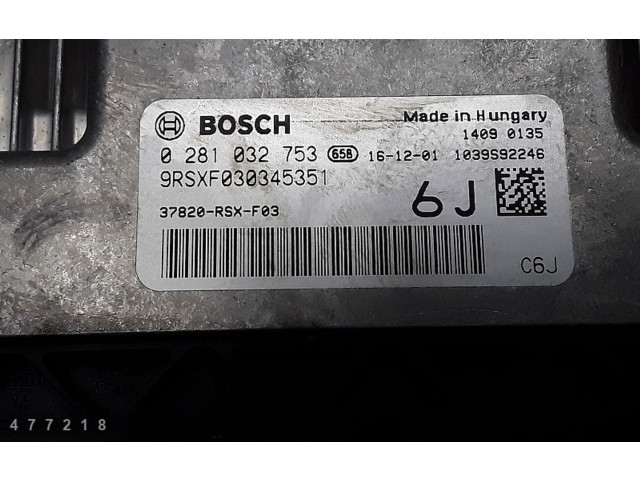 BOSCH
Made in Hungary
1409 0135
0 281 032 753 658 16-12-01 1039S92246
9RSXF030345351
37820-RSX-F03
6J
C6J
477218